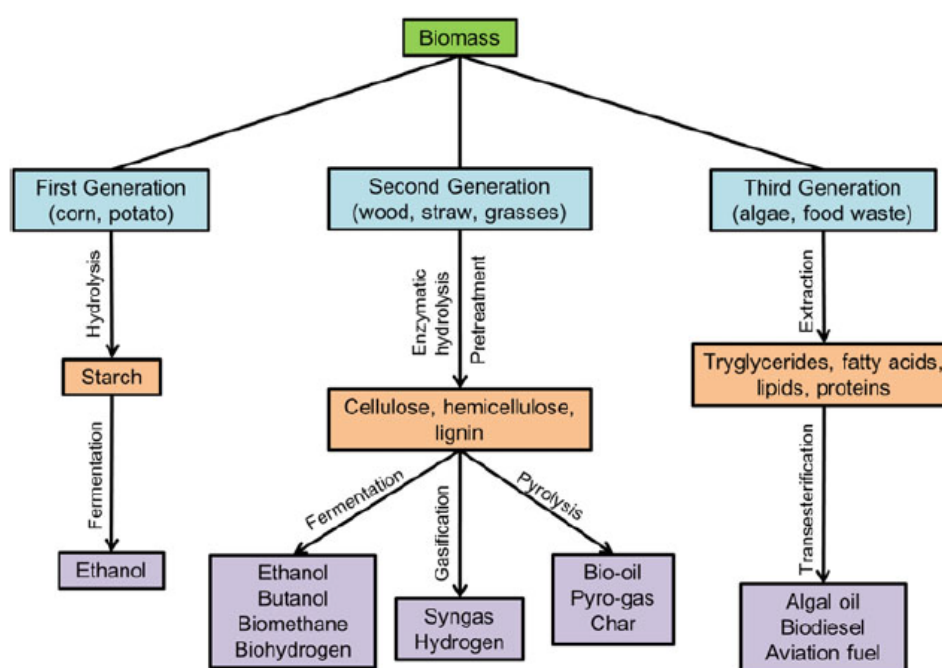 Biomass
First Generation
(corn, potato)
Second Generation
(wood, straw, grasses)
Third Generation
(algae, food waste)
Hydrolysis
Enzymatic
hydrolysis
Pretreatment
Extraction
Starch
Cellulose, hemicellulose,
lignin
Tryglycerides, fatty acids,
lipids, proteins
Fermentation
Fermentation
Gasification
Pyrolysis
Transesterification
Ethanol
Ethanol
Butanol
Biomethane
Biohydrogen
Syngas
Hydrogen
Bio-oil
Pyro-gas
Char
Algal oil
Biodiesel
Aviation fuel